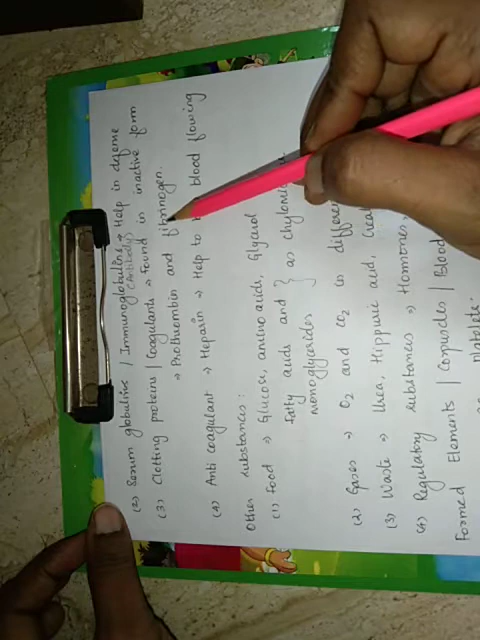 (2) Serum globulins / Immunoglobulins → Help in defense
(Antibody)
(3) Clotting proteins / Coagulants → Found in inactive form
→ Prothrombin and fibrinogen.
(4) Anti coagulant → Heparin → Help to blood flowing
Other substances:
(1) Food → Glucose, amino acids, Glycerol
fatty acids and } as
monoglycerides
(2) Gases → O2 and CO2 in
(3) Waste → Urea, Hippuric acid,
(4) Regulatory substances → Hormones,
Formed Elements / Corpuscles / Blood